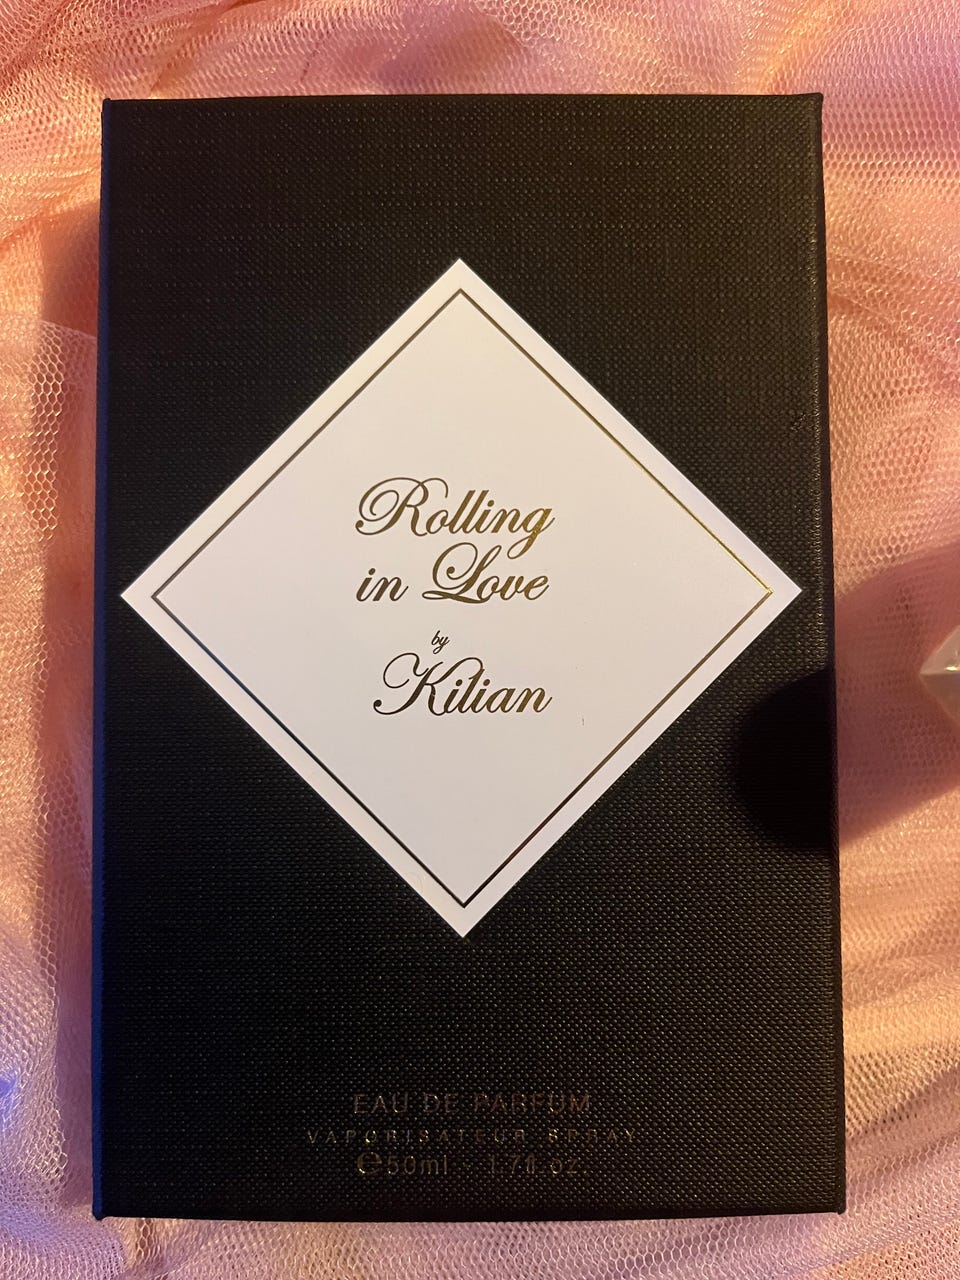 Rolling
in Love
by
Kilian
EAU DE PARFUM
VAPORISATEUR SPRAY
℮50ml - 1.7fl.oz.